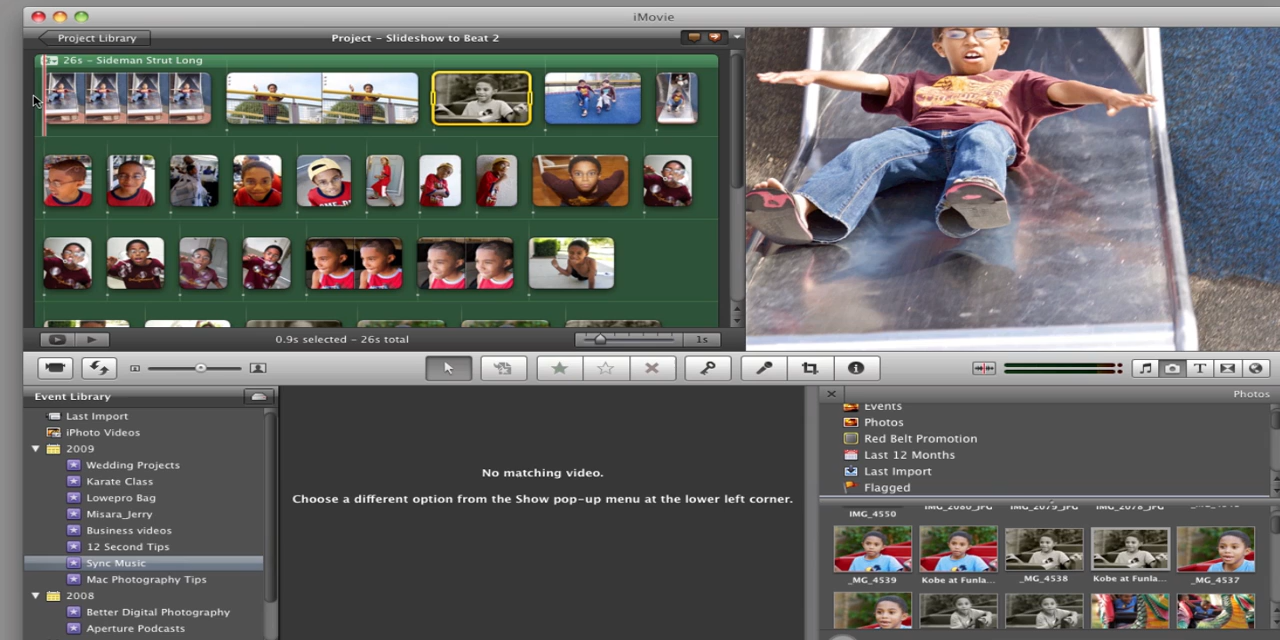 iMovie
Project Library
Project - Slideshow to Beat 2
26s - Sideman Strut Long
0.9s selected - 26s total
1s
Event Library
Last Import
iPhoto Videos
2009
Wedding Projects
Karate Class
Lowepro Bag
Misara_Jerry
Business videos
12 Second Tips
Sync Music
Mac Photography Tips
2008
Better Digital Photography
Aperture Podcasts
No matching video.
Choose a different option from the Show pop-up menu at the lower left corner.
Photos
Events
Photos
Red Belt Promotion
Last 12 Months
Last Import
Flagged
IMG_4550
_MG_4539
Kobe at Funla...
_MG_4538
Kobe at Funla...
_MG_4537